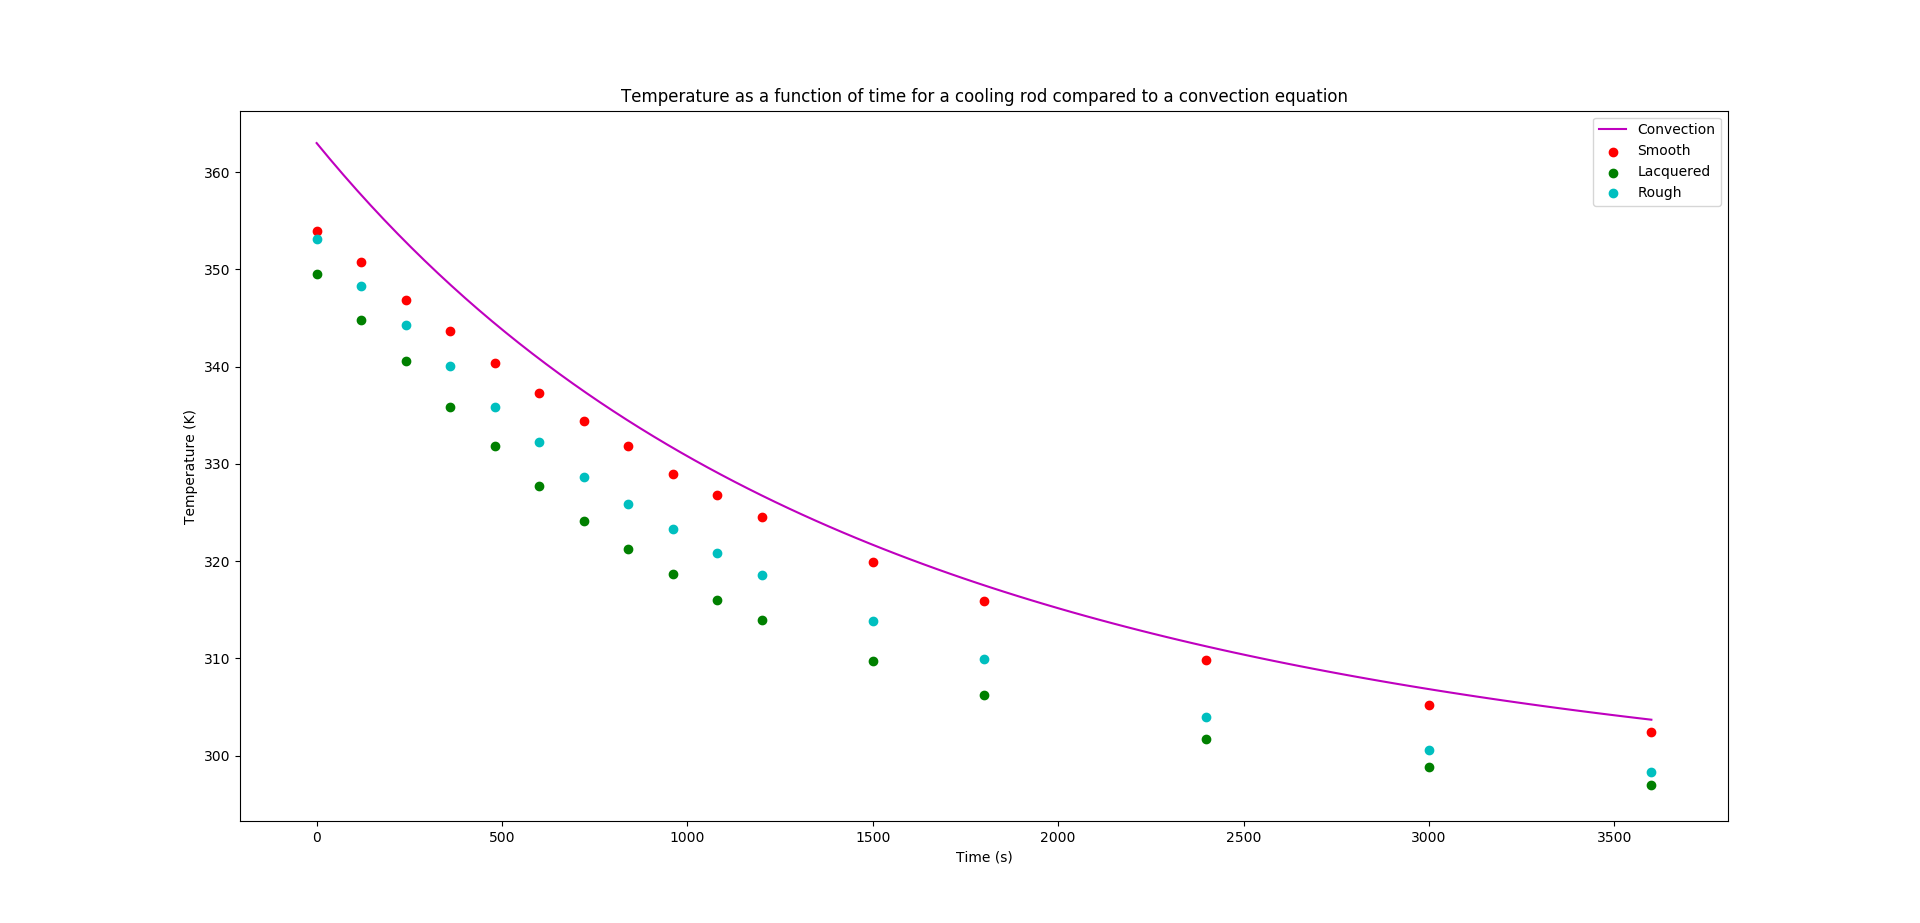 Temperature as a function of time for a cooling rod compared to a convection equation
Convection
Smooth
Lacquered
Rough
360
350
340
330
320
310
300
Temperature (K)
0 500 1000 1500 2000 2500 3000 3500
Time (s)